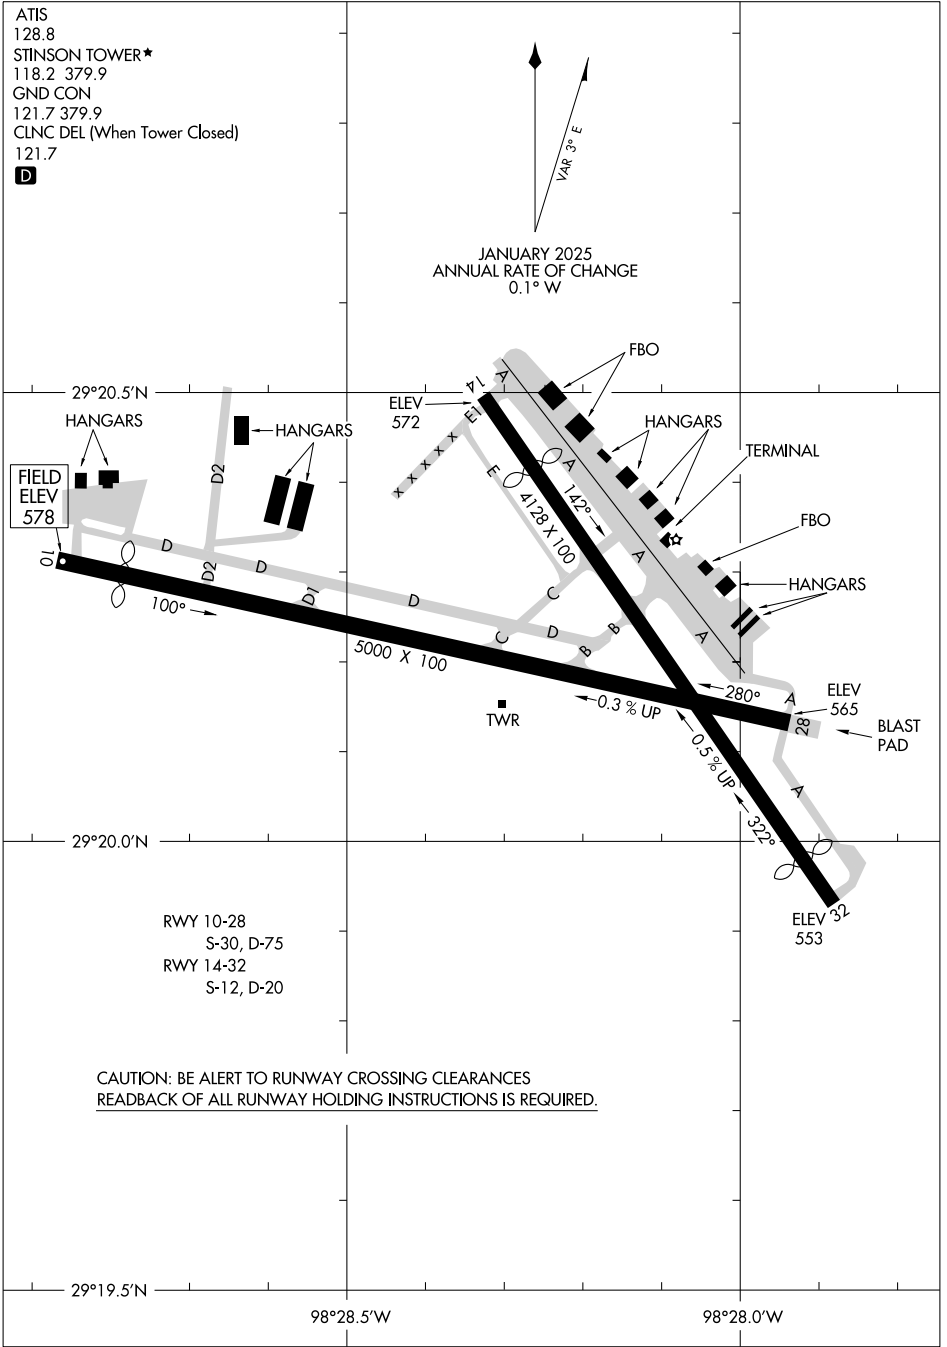 ATIS
128.8
STINSON TOWER★
118.2 379.9
GND CON
121.7 379.9
CLNC DEL (When Tower Closed)
121.7
D
VAR 3° E
JANUARY 2025
ANNUAL RATE OF CHANGE
0.1° W
FBO
29°20.5'N
14
A
ELEV
572
E1
HANGARS
HANGARS
HANGARS
TERMINAL
x x x x x
E
A
D2
FIELD
ELEV
578
142°
4128 X 100
FBO
10
D
D2
D
A
HANGARS
100°
D1
D
C
C
D
B
B
A
5000 X 100
280°
A
ELEV
565
0.3 % UP
TWR
28
BLAST
PAD
0.5 % UP
A
322°
29°20.0'N
ELEV
553
32
RWY 10-28
S-30, D-75
RWY 14-32
S-12, D-20
CAUTION: BE ALERT TO RUNWAY CROSSING CLEARANCES
READBACK OF ALL RUNWAY HOLDING INSTRUCTIONS IS REQUIRED.
29°19.5'N
98°28.5'W
98°28.0'W